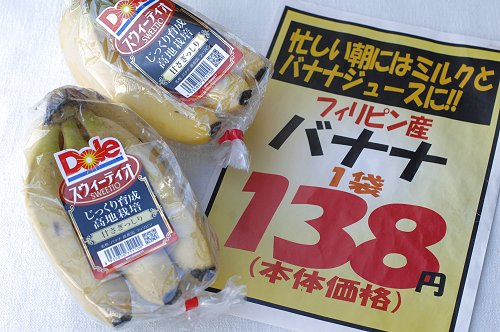 Dole
スウィーティオ
SWEETIO
じっくり育成
高地栽培
甘さぎっしり
Dole
スウィーティオ
SWEETIO
じっくり育成
高地栽培
甘さぎっしり
忙しい朝にはミルクと
バナナジュースに!!
フィリピン産
バナナ
1袋
138円
(本体価格)